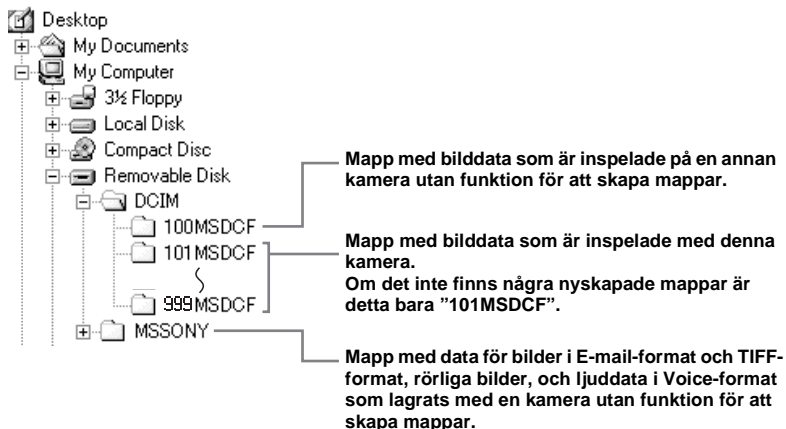 Desktop
My Documents
My Computer
3½ Floppy
Local Disk
Compact Disc
Removable Disk
DCIM
100MSDCF
101MSDCF
999MSDCF
MSSONY
Mapp med bilddata som är inspelade på en annan
kamera utan funktion för att skapa mappar.
Mapp med bilddata som är inspelade med denna
kamera.
Om det inte finns några nyskapade mappar är
detta bara ”101MSDCF”.
Mapp med data för bilder i E-mail-format och TIFF-
format, rörliga bilder, och ljuddata i Voice-format
som lagrats med en kamera utan funktion för att
skapa mappar.